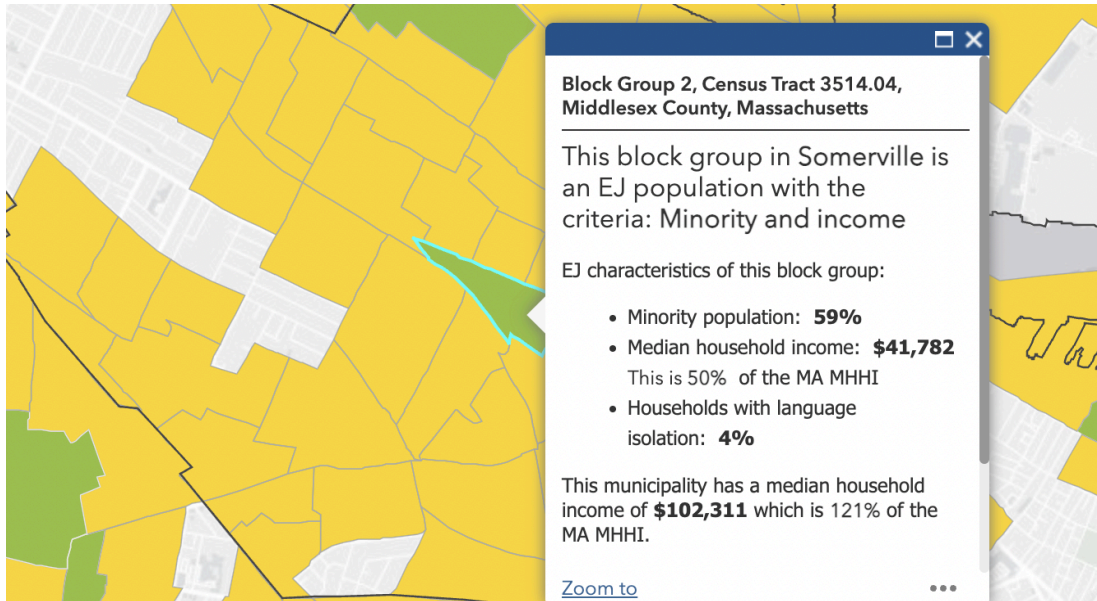 Block Group 2, Census Tract 3514.04,
Middlesex County, Massachusetts
This block group in Somerville is
an EJ population with the
criteria: Minority and income
EJ characteristics of this block group:
• Minority population: 59%
• Median household income: $41,782
This is 50% of the MA MHHI
• Households with language
isolation: 4%
This municipality has a median household
income of $102,311 which is 121% of the
MA MHHI.
Zoom to